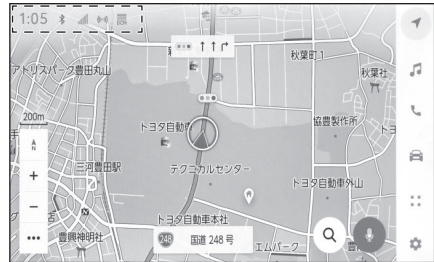 1:05
秋葉町1
アドリスパーク豊田丸山
秋葉社
200m
トヨタ自動車
協豊製作所
N
三河豊田駅
テクニカルセンター
トヨタ自動車外山
トヨタ自動車本社
豊興神明社
248
国道 248 号
エムパーク